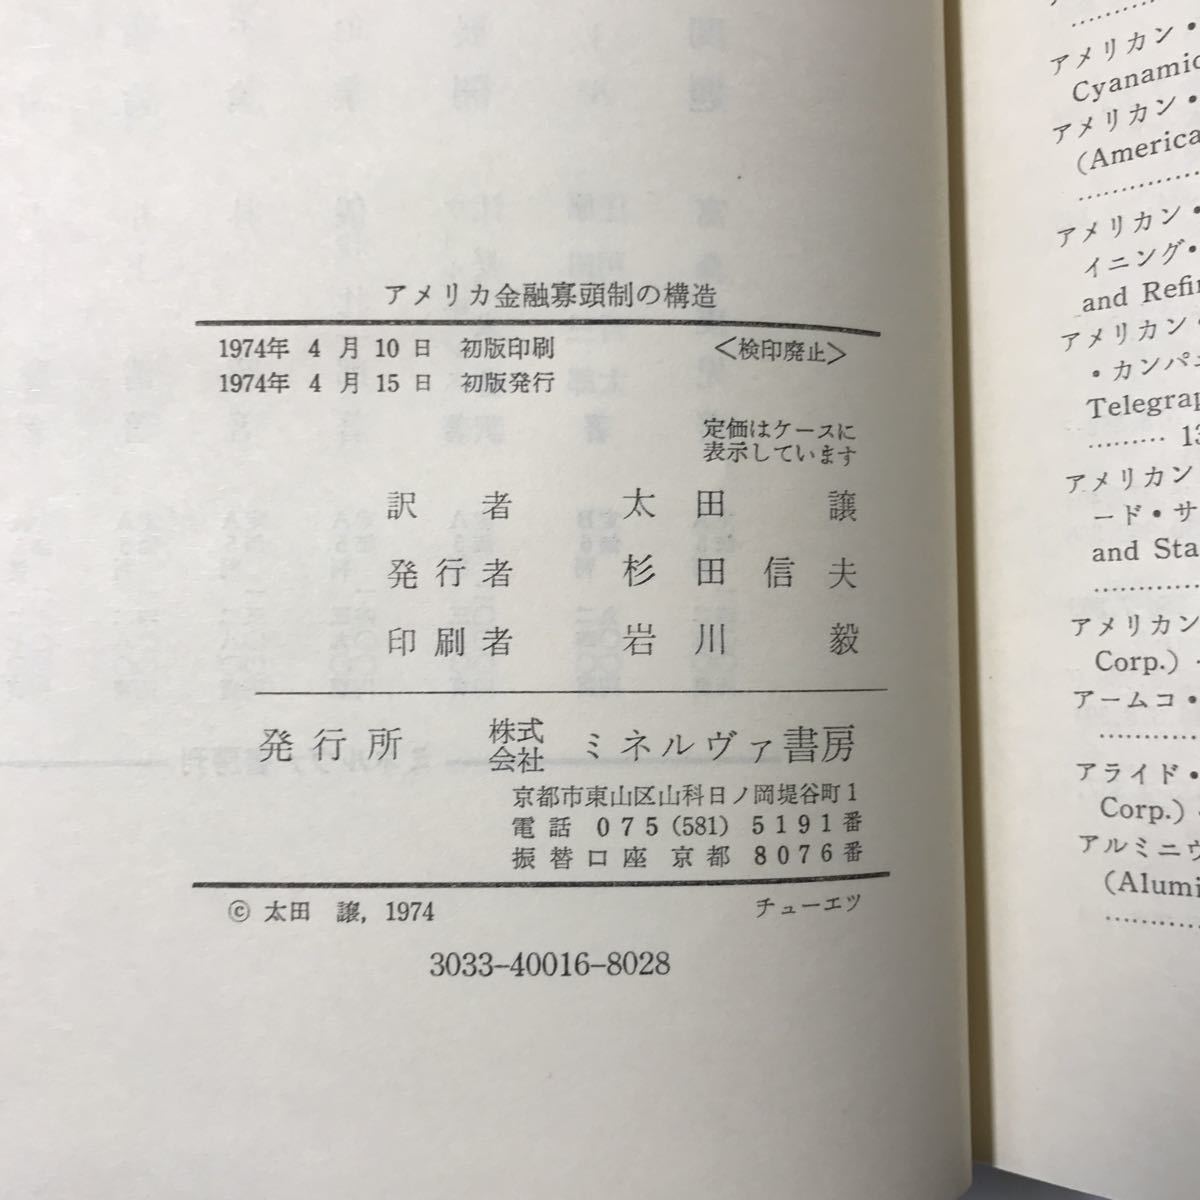 アメリカ金融寡頭制の構造
1974年 4 月 10 日 初版印刷 <検印廃止>
1974年 4 月 15 日 初版発行
定価はケースに
表示しています
訳者 太田 譲
発行者 杉田信夫
印刷者 岩川 毅
発行所 株式会社 ミネルヴァ書房
京都市東山区山科日ノ岡堤谷町1
電話 075 (581) 5191番
振替口座 京都 8076番
© 太田 譲, 1974 チューエツ
3033-40016-8028
アメリカン・
Cyanamid
アメリカン・
(America
アメリカン・
イニング・
and Refin
アメリカン・
・カンパニ
Telegrap
……… 13
アメリカン
ード・サ
and Sta
アメリカン
Corp.)
アームコ・
アライド・
Corp.)
アルミニウ
(Alumi